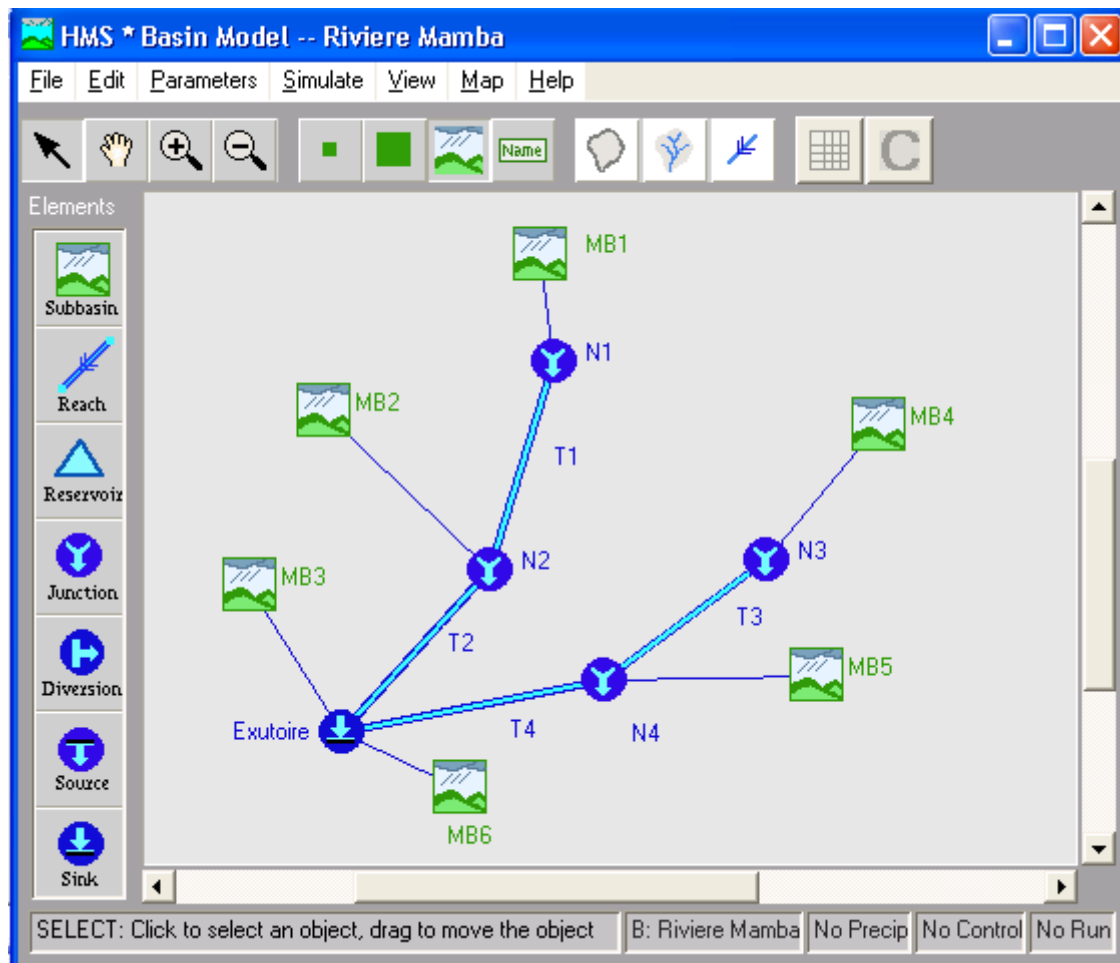 HMS * Basin Model -- Riviere Mamba
File Edit Parameters Simulate View Map Help
Name
C
Elements
Subbasin
Reach
Reservoir
Junction
Diversion
Source
Sink
MB1
N1
MB2
MB4
T1
N2
N3
MB3
T3
T2
MB5
Exutoire
T4
N4
MB6
SELECT: Click to select an object, drag to move the object
B: Riviere Mamba
No Precip
No Control
No Run